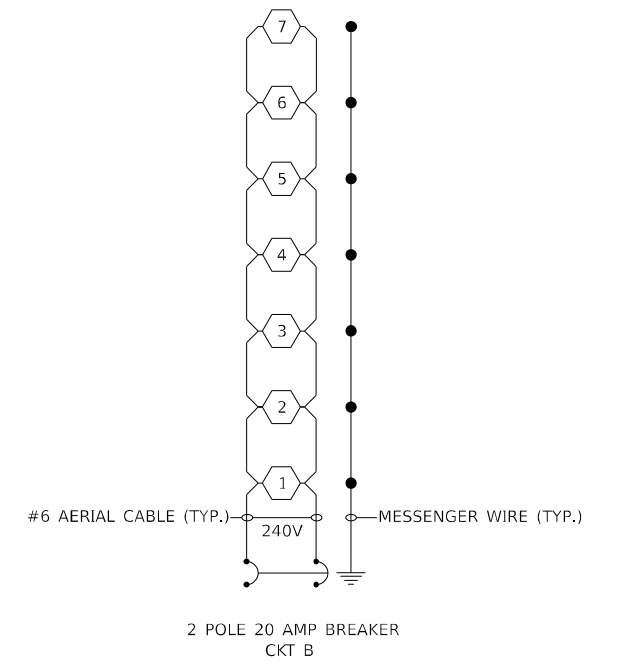 7
6
5
4
3
2
1
#6 AERIAL CABLE (TYP.)
MESSENGER WIRE (TYP.)
240V
2 POLE 20 AMP BREAKER
CKT B